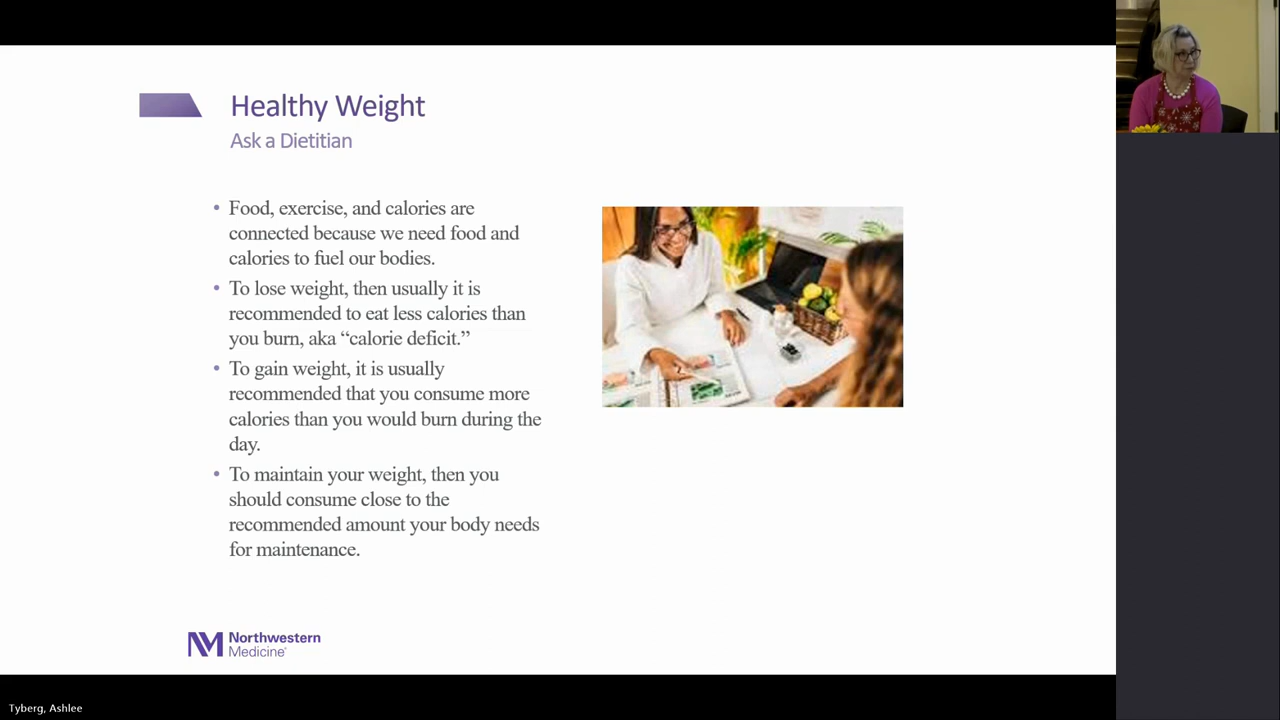 Healthy Weight
Ask a Dietitian
• Food, exercise, and calories are
connected because we need food and
calories to fuel our bodies.
• To lose weight, then usually it is
recommended to eat less calories than
you burn, aka “calorie deficit.”
• To gain weight, it is usually
recommended that you consume more
calories than you would burn during the
day.
• To maintain your weight, then you
should consume close to the
recommended amount your body needs
for maintenance.
NM Northwestern
Medicine
Tyberg, Ashlee